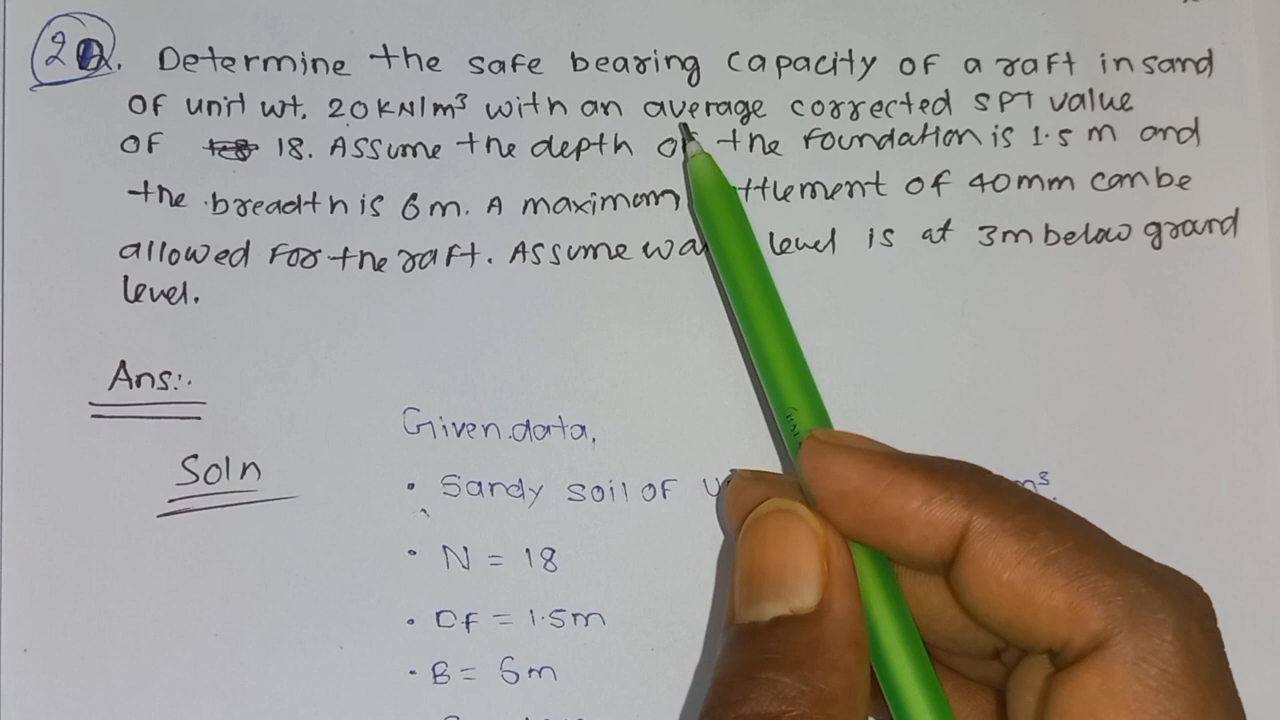 2Q. Determine the safe bearing capacity of a raft in sand
of unit wt. 20 kN/m³ with an average corrected SPT value
of 18. Assume the depth of the foundation is 1.5 m and
the breadth is 6m. A maximum ttlement of 40mm can be
allowed for the raft. Assume wa level is at 3m below grand
level.
Ans:.
Soln
Given data,
• Sandy soil of u m³.
• N = 18
• Df = 1.5m
• B = 6m